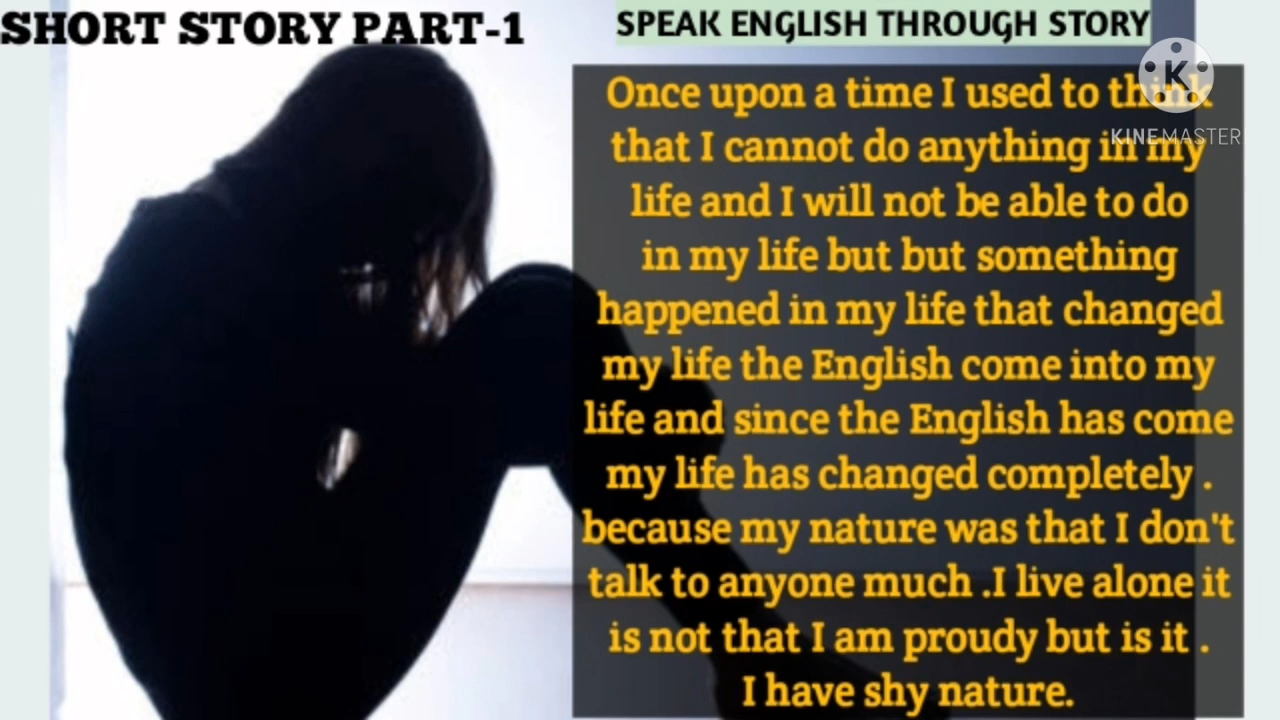 SHORT STORY PART-1
SPEAK ENGLISH THROUGH STORY
Once upon a time I used to think
that I cannot do anything in my
life and I will not be able to do
in my life but but something
happened in my life that changed
my life the English come into my
life and since the English has come
my life has changed completely .
because my nature was that I don't
talk to anyone much .I live alone it
is not that I am proudy but is it .
I have shy nature.
K
KINEMASTER